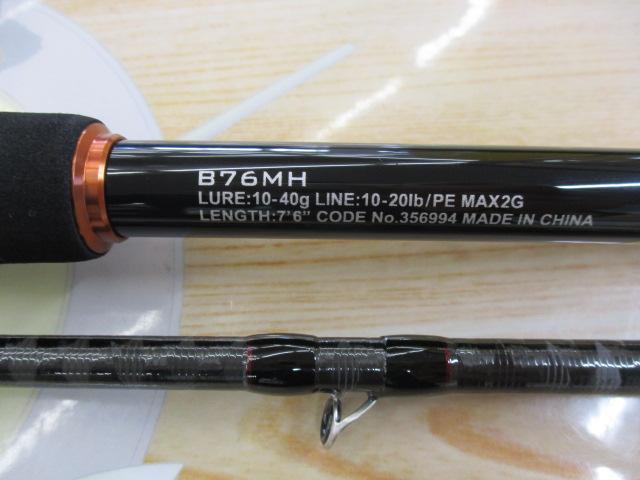 B76MH
LURE:10-40g LINE:10-20lb/PE MAX2G
LENGTH:7'6" CODE No.356994 MADE IN CHINA